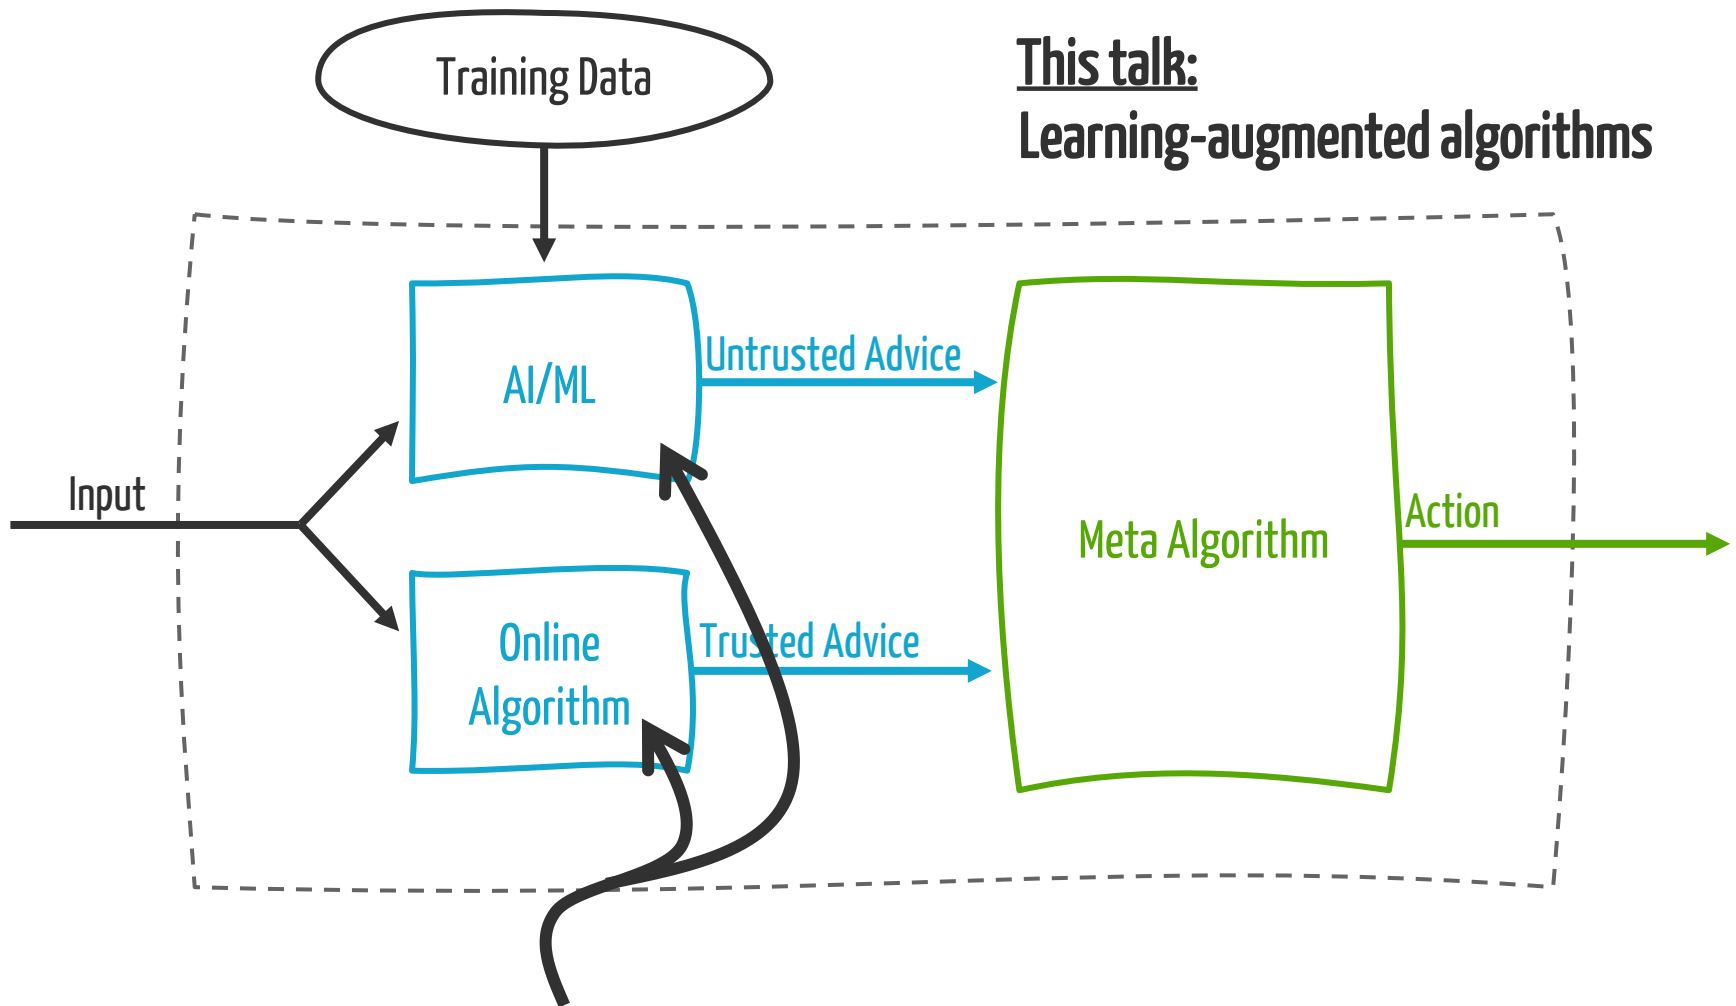 Training Data
This talk:
Learning-augmented algorithms
AI/ML
Untrusted Advice
Input
Online
Algorithm
Trusted Advice
Meta Algorithm
Action